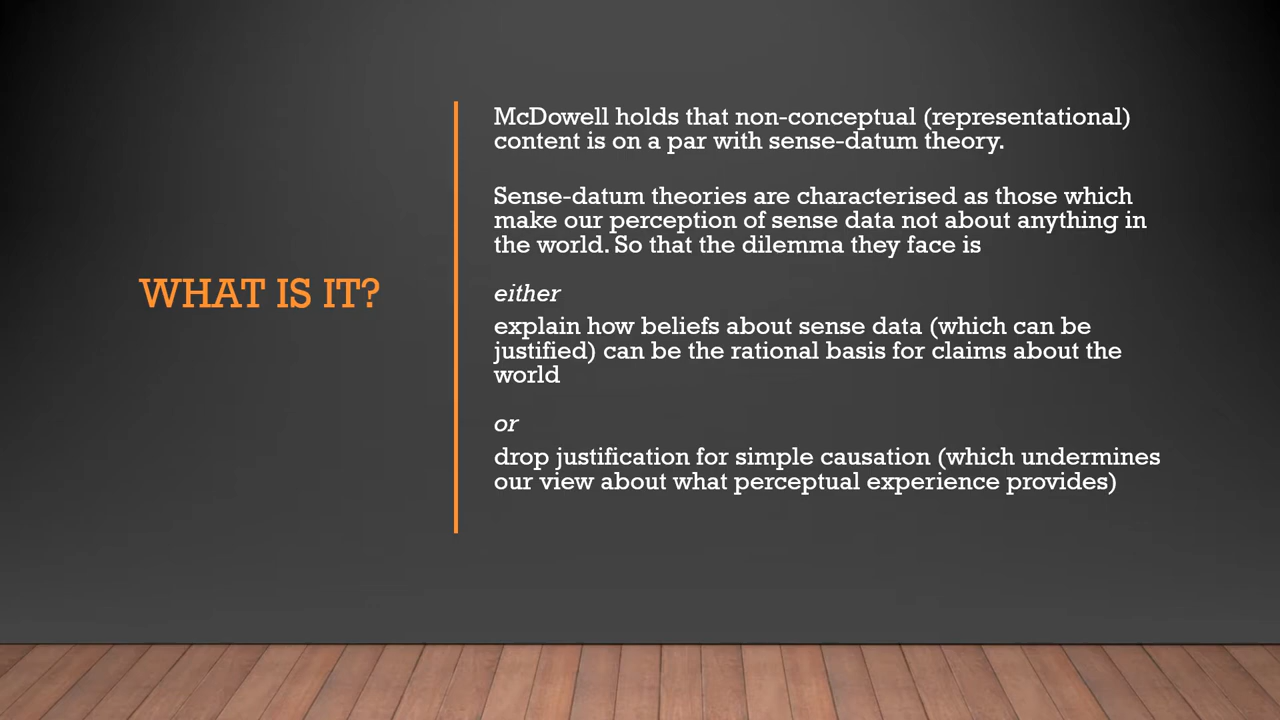 WHAT IS IT?
McDowell holds that non-conceptual (representational)
content is on a par with sense-datum theory.
Sense-datum theories are characterised as those which
make our perception of sense data not about anything in
the world. So that the dilemma they face is
either
explain how beliefs about sense data (which can be
justified) can be the rational basis for claims about the
world
or
drop justification for simple causation (which undermines
our view about what perceptual experience provides)